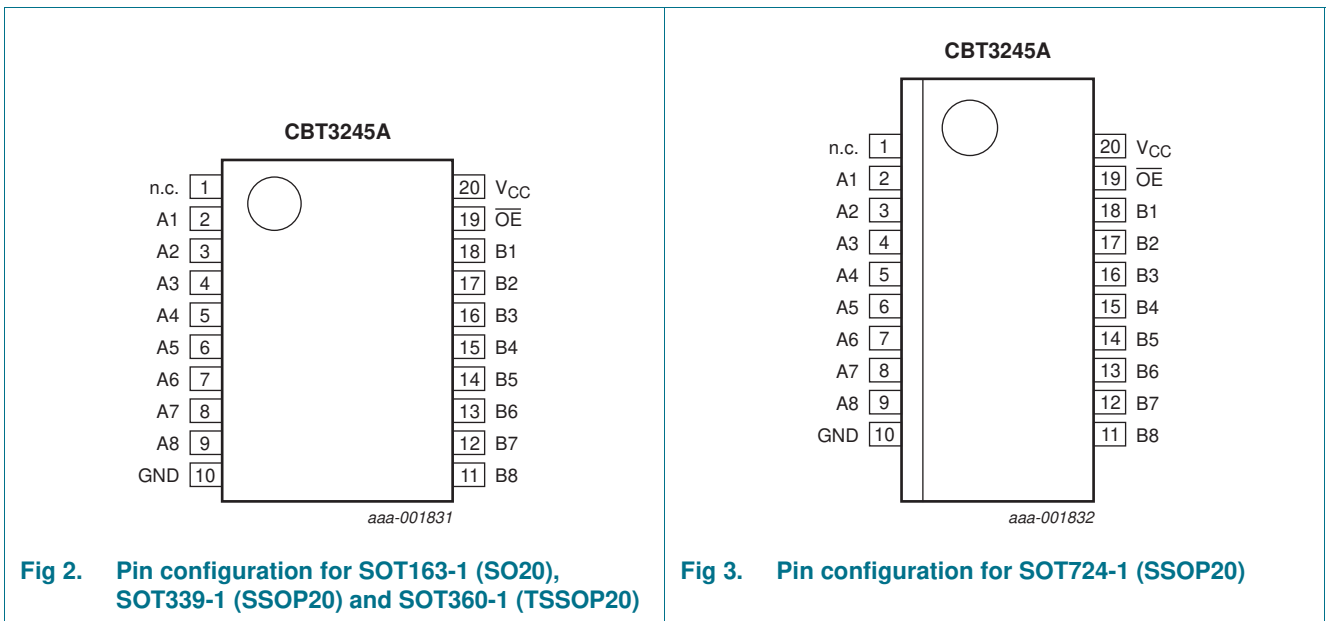 CBT3245A
n.c. 1
A1 2
A2 3
A3 4
A4 5
A5 6
A6 7
A7 8
A8 9
GND 10
20 VCC
19 OE
18 B1
17 B2
16 B3
15 B4
14 B5
13 B6
12 B7
11 B8
aaa-001831
Fig 2. Pin configuration for SOT163-1 (SO20),
SOT339-1 (SSOP20) and SOT360-1 (TSSOP20)
CBT3245A
n.c. 1
A1 2
A2 3
A3 4
A4 5
A5 6
A6 7
A7 8
A8 9
GND 10
20 VCC
19 OE
18 B1
17 B2
16 B3
15 B4
14 B5
13 B6
12 B7
11 B8
aaa-001832
Fig 3. Pin configuration for SOT724-1 (SSOP20)